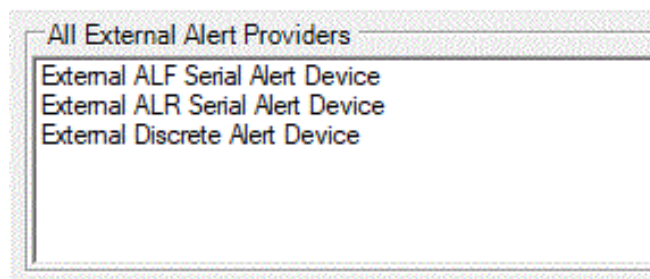 All External Alert Providers
External ALF Serial Alert Device
External ALR Serial Alert Device
External Discrete Alert Device